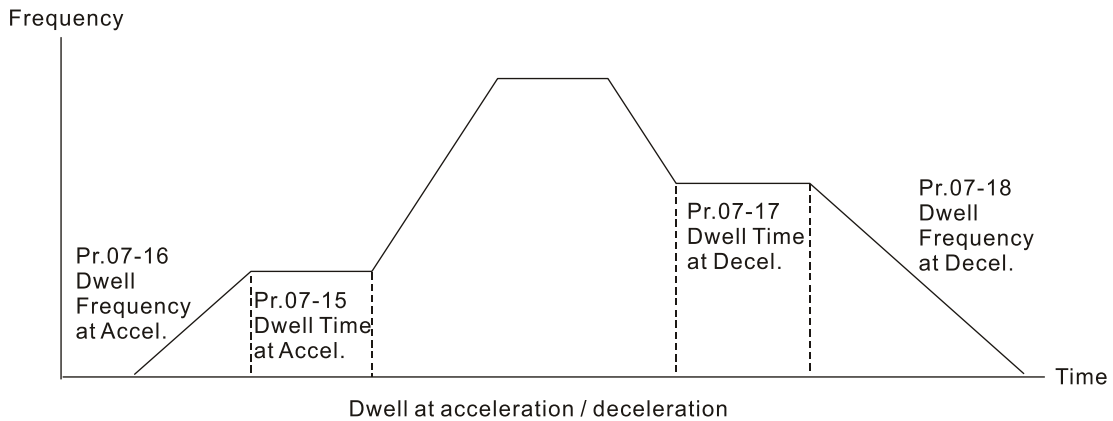 Frequency
Pr.07-16
Dwell
Frequency
at Accel.
Pr.07-15
Dwell Time
at Accel.
Pr.07-17
Dwell Time
at Decel.
Pr.07-18
Dwell
Frequency
at Decel.
Time
Dwell at acceleration / deceleration